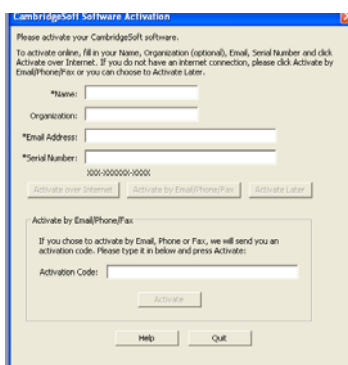 CambridgeSoft Software Activation
Please activate your CambridgeSoft software.
To activate online, fill in your Name, Organization (optional), Email, Serial Number and click
Activate over Internet. If you do not have an internet connection, please click Activate by
Email/Phone/Fax or you can choose to Activate Later.
*Name:
Organization:
*Email Address:
*Serial Number:
XXX-XXXXXX-XXXX
Activate over Internet Activate by Email/Phone/Fax Activate Later
Activate by Email/Phone/Fax
If you chose to activate by Email, Phone or Fax, we will send you an
activation code. Please type it in below and press Activate:
Activation Code:
Activate
Help Quit